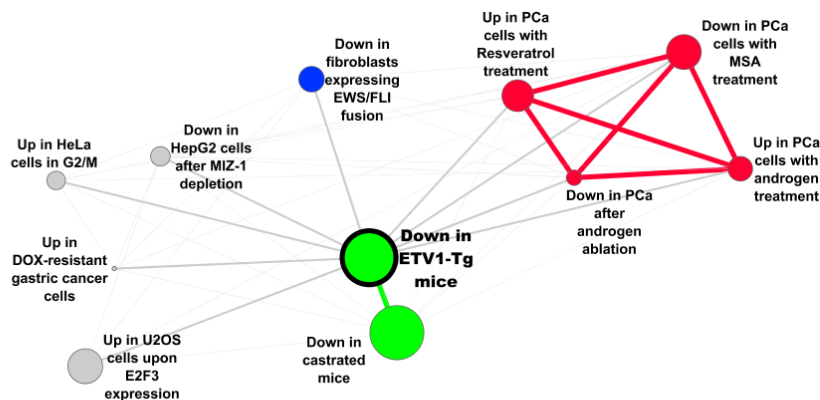 Up in PCa
cells with
Resveratrol
treatment
Down in PCa
cells with
MSA
treatment
Down in
fibroblasts
expressing
EWS/FLI
fusion
Up in HeLa
cells in G2/M
Down in
HepG2 cells
after MIZ-1
depletion
Up in PCa
cells with
androgen
treatment
Down in PCa
after
androgen
ablation
Up in
DOX-resistant
gastric cancer
cells
Down in
ETV1-Tg
mice
Up in U2OS
cells upon
E2F3
expression
Down in
castrated
mice